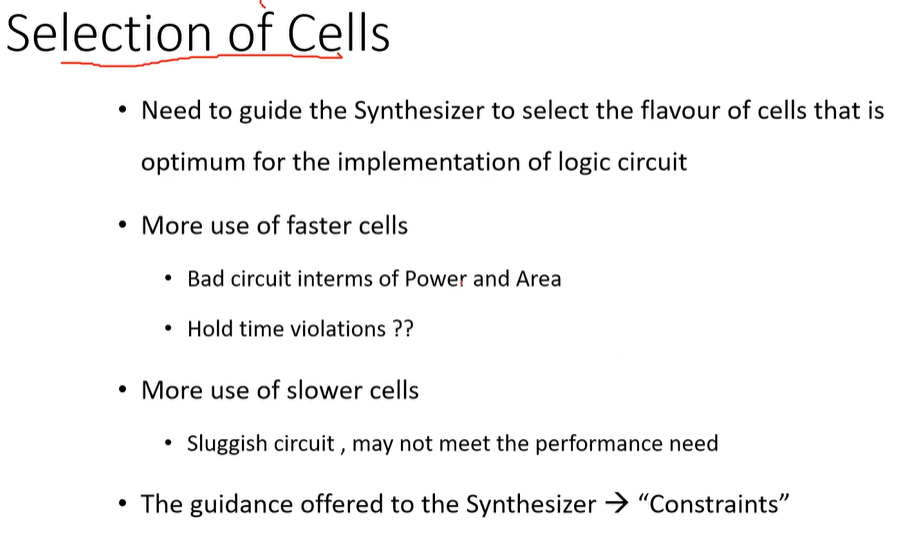 Selection of Cells
• Need to guide the Synthesizer to select the flavour of cells that is
optimum for the implementation of logic circuit
• More use of faster cells
• Bad circuit interms of Power and Area
• Hold time violations ??
• More use of slower cells
• Sluggish circuit , may not meet the performance need
• The guidance offered to the Synthesizer → “Constraints”